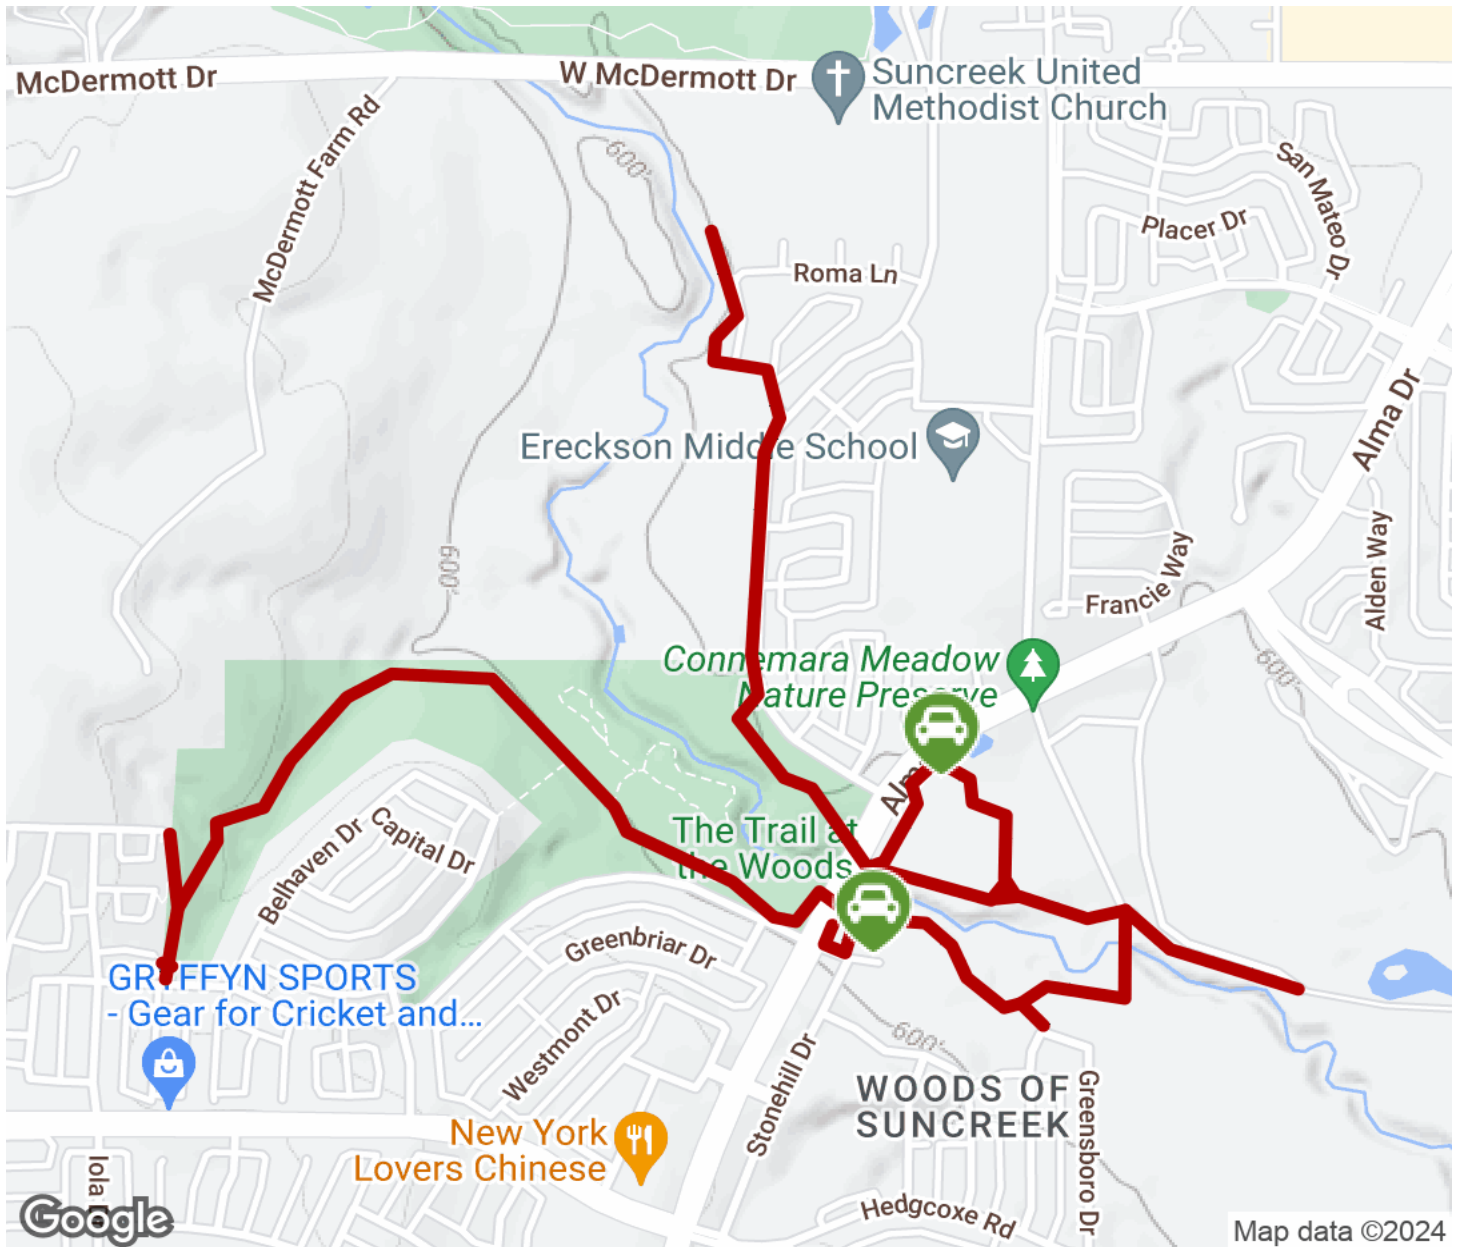 McDermott Dr
W McDermott Dr
Suncreek United
Methodist Church
McDermott Farm Rd
600'
San Mateo Dr
Placer Dr
Roma Ln
Alma Dr
Ereckson Middle School
600'
Francie Way
Alden Way
Connemara Meadow
Nature Preserve
600'
Alm
The Trail at
the Woods
Capital Dr
Belhaven Dr
Greenbriar Dr
GRYFFYN SPORTS
- Gear for Cricket and...
Westmont Dr
600'
Stonehill Dr
WOODS OF
SUNCREEK
Greensboro Dr
New York
Lovers Chinese
Iola Dr
Hedgcoxe Rd
Google
Map data ©2024